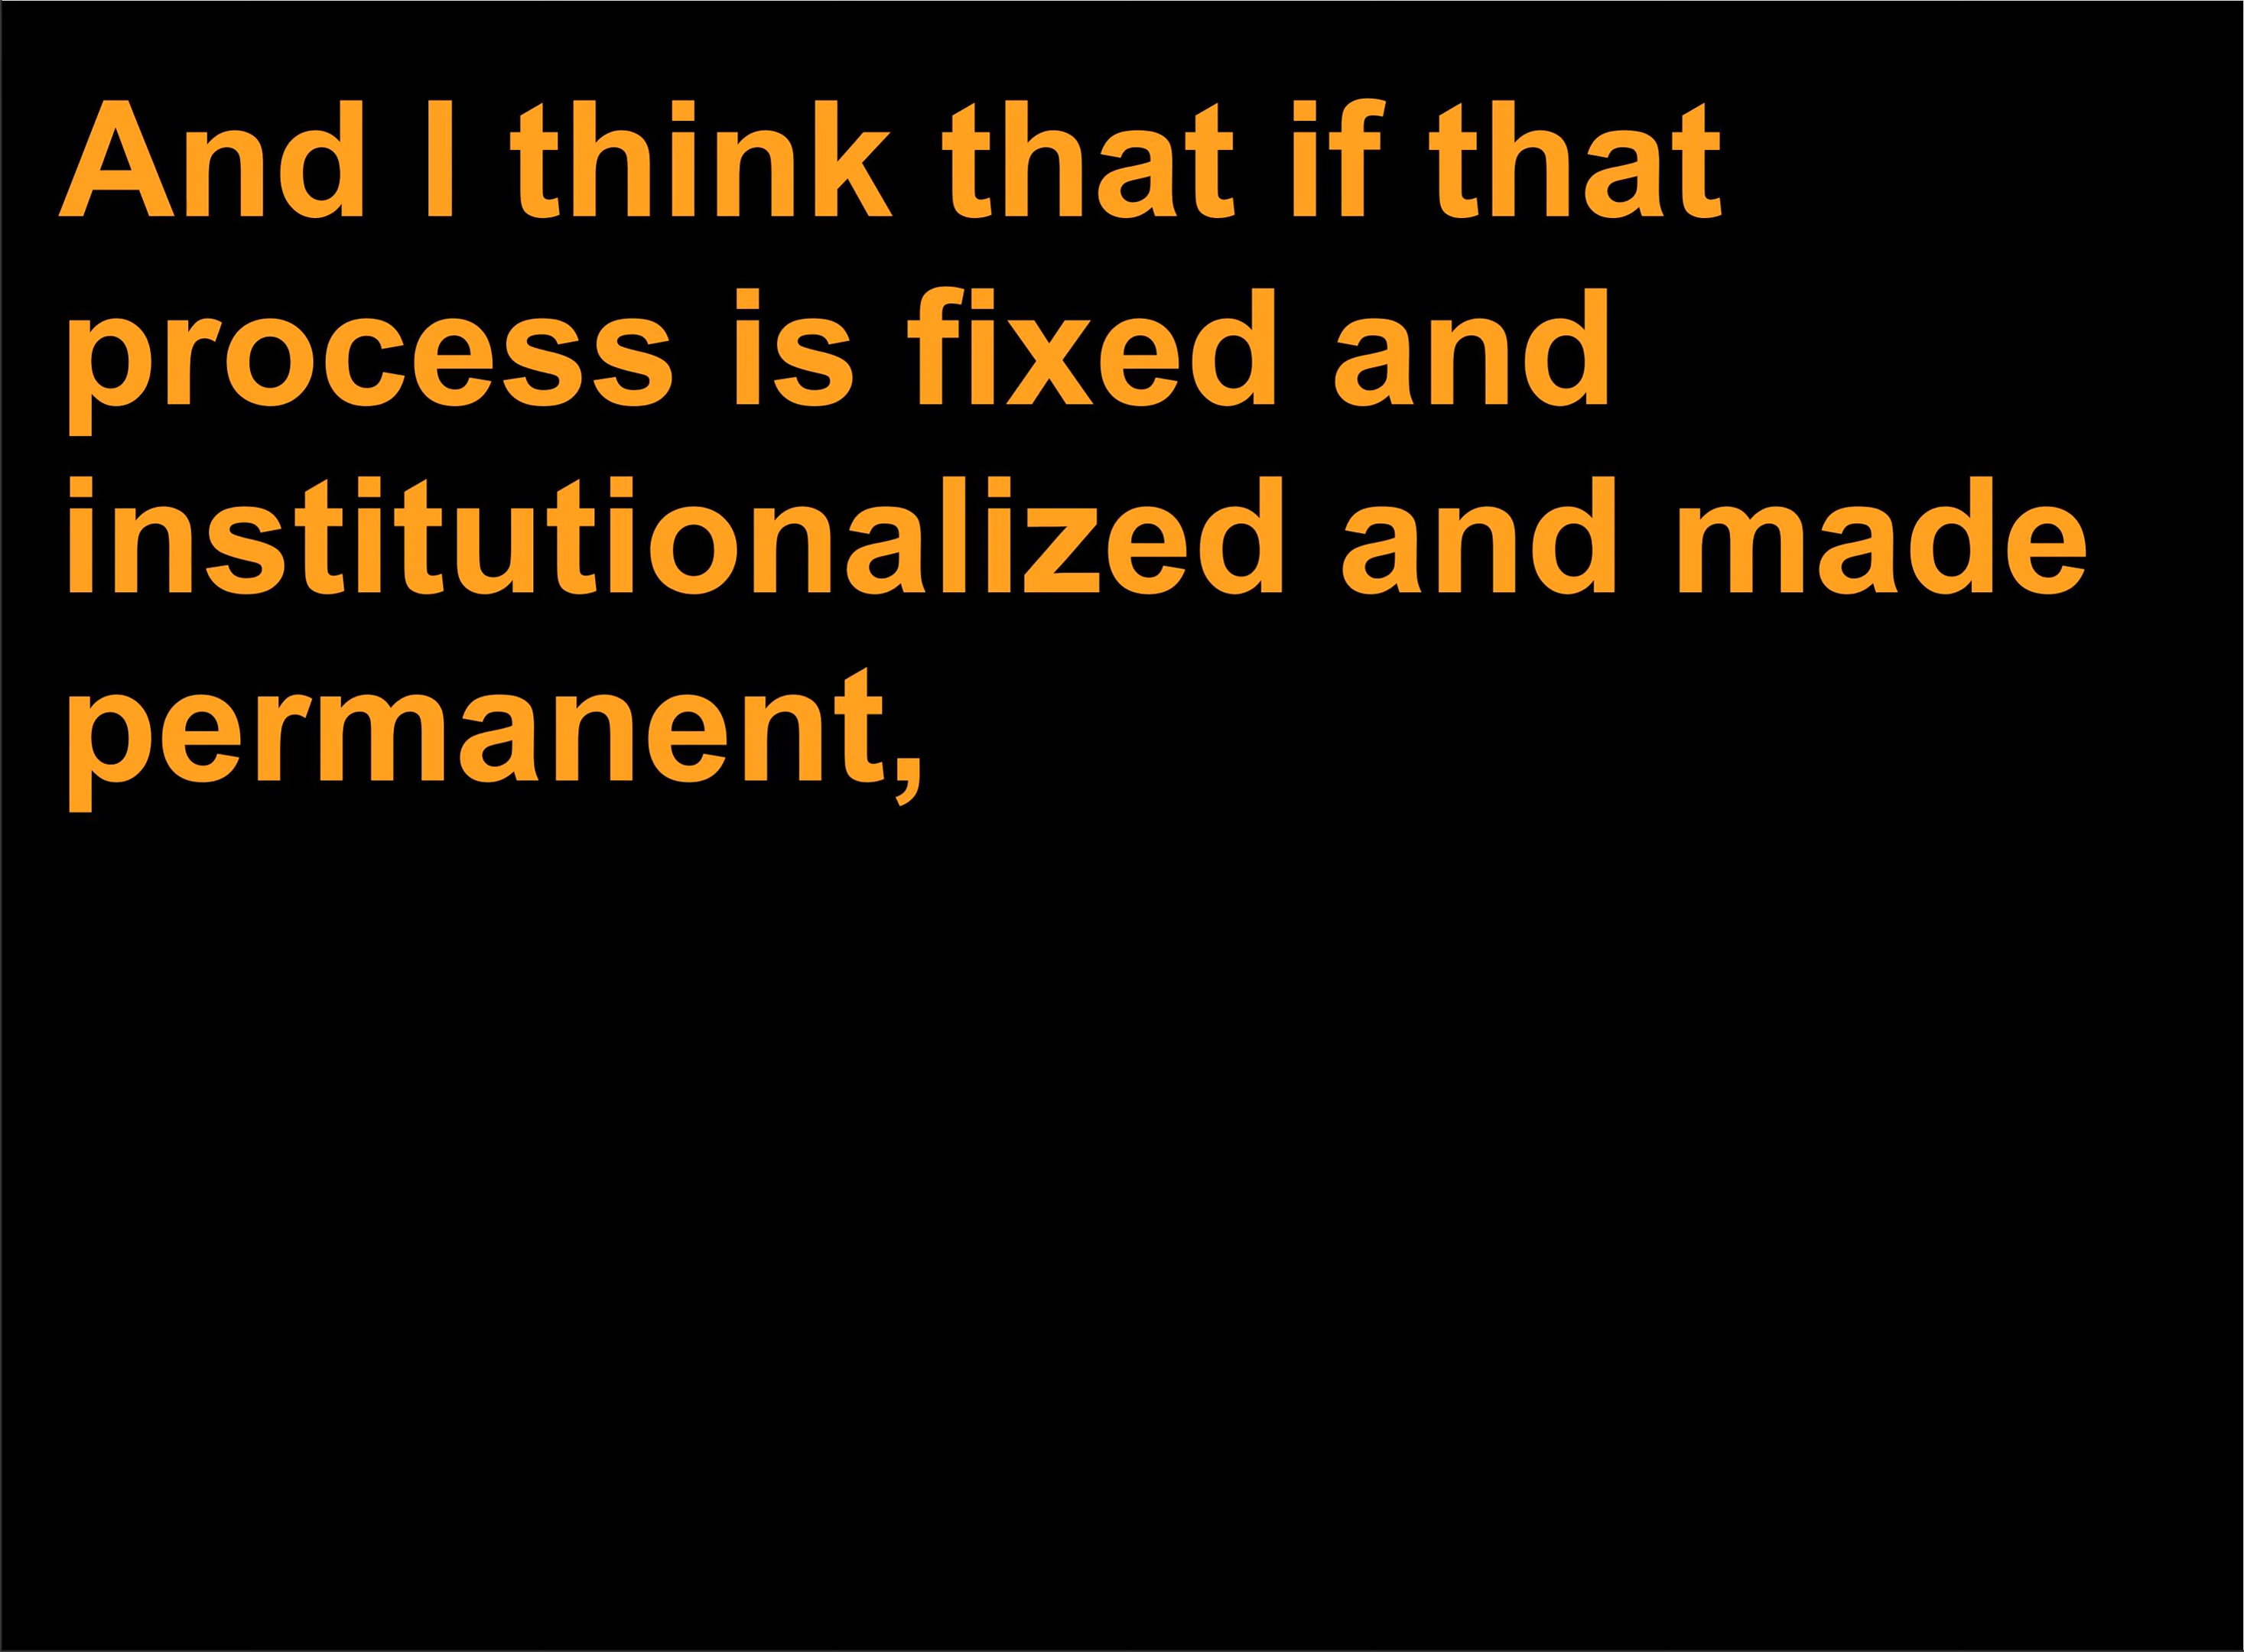 And I think that if that
process is fixed and
institutionalized and made
permanent,